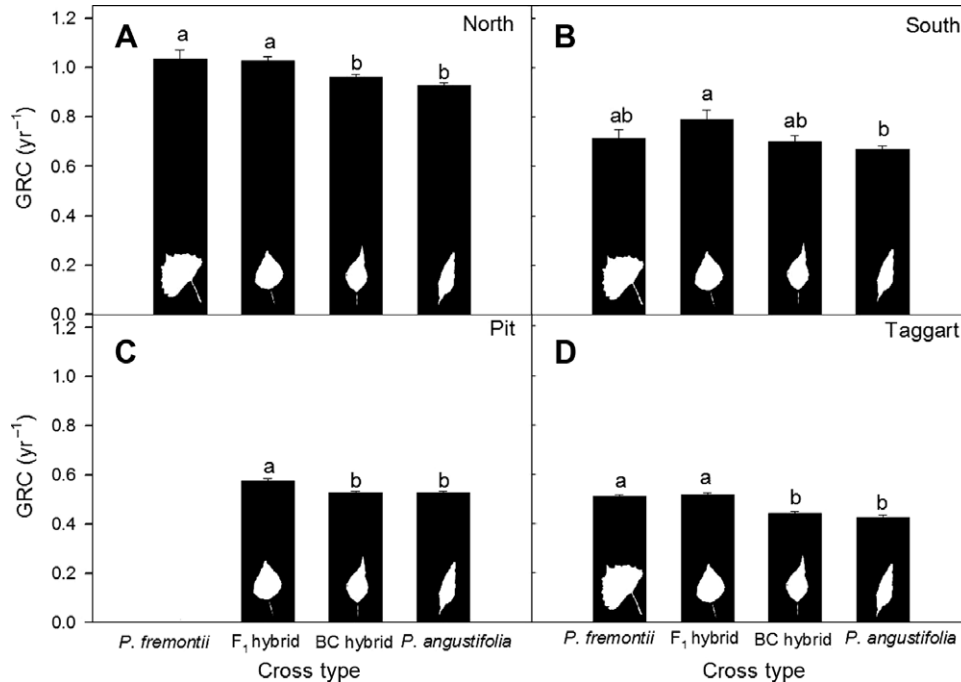 A
North
GRC (yr⁻¹)
1.2
1.0
0.8
0.6
0.4
0.2
0.0
a
a
b
b
B
South
ab
a
ab
b
C
Pit
GRC (yr⁻¹)
1.2
1.0
0.8
0.6
0.4
0.2
0.0
a
b
b
P. fremontii
F₁ hybrid
BC hybrid
P. angustifolia
Cross type
D
Taggart
a
a
b
b
P. fremontii
F₁ hybrid
BC hybrid
P. angustifolia
Cross type